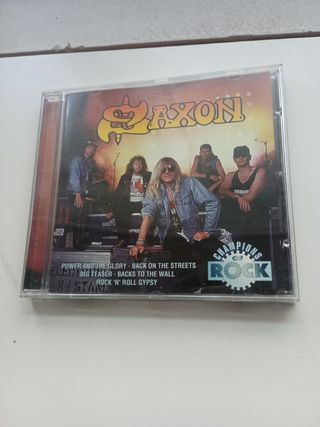 SAXON
CHAMPIONS
OF
ROCK
POWER AND THE GLORY - BACK ON THE STREETS
BIG TEASER - BACKS TO THE WALL
ROCK 'N' ROLL GYPSY